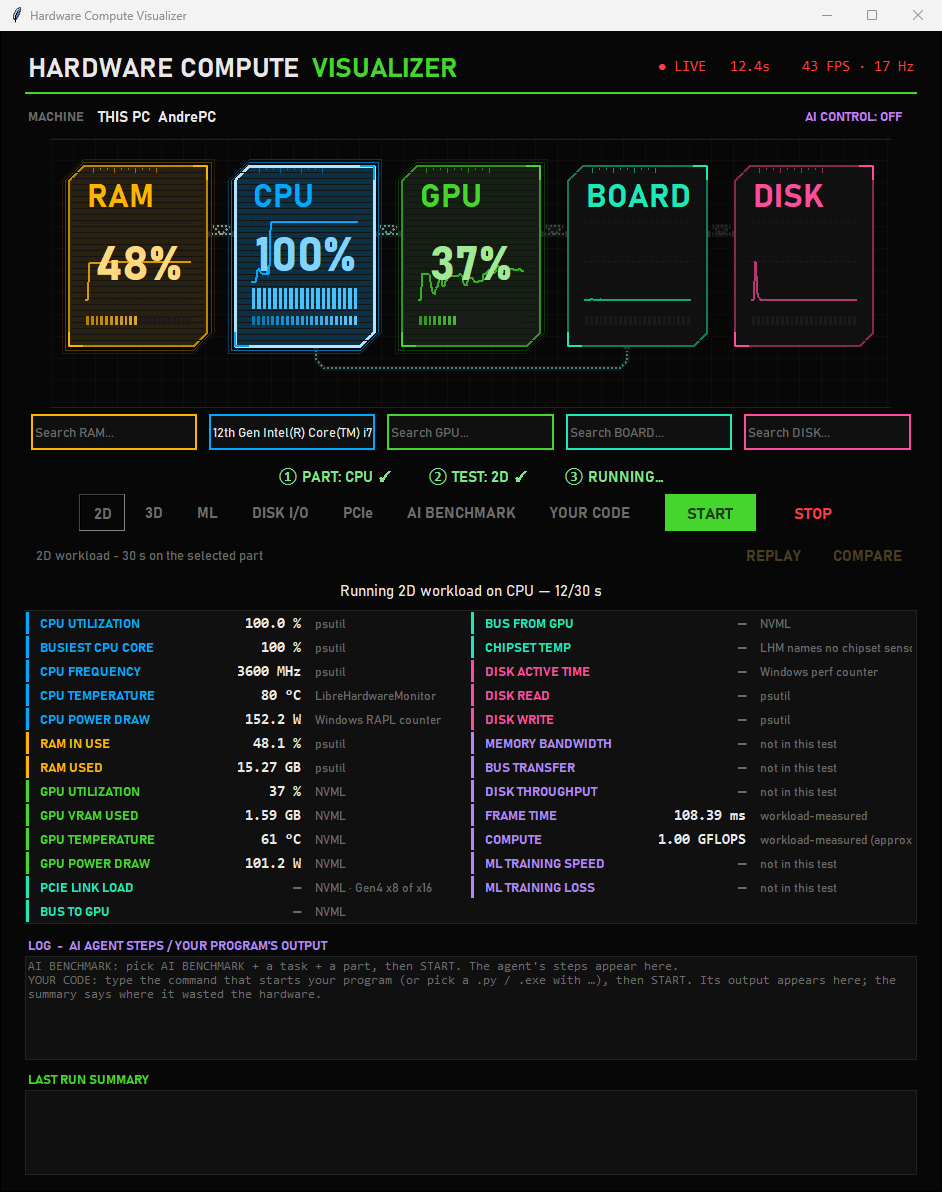 Hardware Compute Visualizer
HARDWARE COMPUTE VISUALIZER
● LIVE 12.4s 43 FPS · 17 Hz
MACHINE THIS PC AndrePC
AI CONTROL: OFF
RAM CPU GPU BOARD DISK
48% 100% 37%
Search RAM... 12th Gen Intel(R) Core(TM) i7 Search GPU... Search BOARD... Search DISK...
① PART: CPU ✓ ② TEST: 2D ✓ ③ RUNNING…
2D 3D ML DISK I/O PCIe AI BENCHMARK YOUR CODE START STOP
2D workload - 30 s on the selected part
REPLAY COMPARE
Running 2D workload on CPU — 12/30 s
CPU UTILIZATION 100.0 % psutil
BUSIEST CPU CORE 100 % psutil
CPU FREQUENCY 3600 MHz psutil
CPU TEMPERATURE 80 °C LibreHardwareMonitor
CPU POWER DRAW 152.2 W Windows RAPL counter
RAM IN USE 48.1 % psutil
RAM USED 15.27 GB psutil
GPU UTILIZATION 37 % NVML
GPU VRAM USED 1.59 GB NVML
GPU TEMPERATURE 61 °C NVML
GPU POWER DRAW 101.2 W NVML
PCIE LINK LOAD — NVML · Gen4 x8 of x16
BUS TO GPU — NVML
BUS FROM GPU — NVML
CHIPSET TEMP — LHM names no chipset senso
DISK ACTIVE TIME — Windows perf counter
DISK READ — psutil
DISK WRITE — psutil
MEMORY BANDWIDTH — not in this test
BUS TRANSFER — not in this test
DISK THROUGHPUT — not in this test
FRAME TIME 108.39 ms workload-measured
COMPUTE 1.00 GFLOPS workload-measured (approx
ML TRAINING SPEED — not in this test
ML TRAINING LOSS — not in this test
LOG - AI AGENT STEPS / YOUR PROGRAM'S OUTPUT
AI BENCHMARK: pick AI BENCHMARK + a task + a part, then START. The agent's steps appear here.
YOUR CODE: type the command that starts your program (or pick a .py / .exe with …), then START. Its output appears here; the
summary says where it wasted the hardware.
LAST RUN SUMMARY